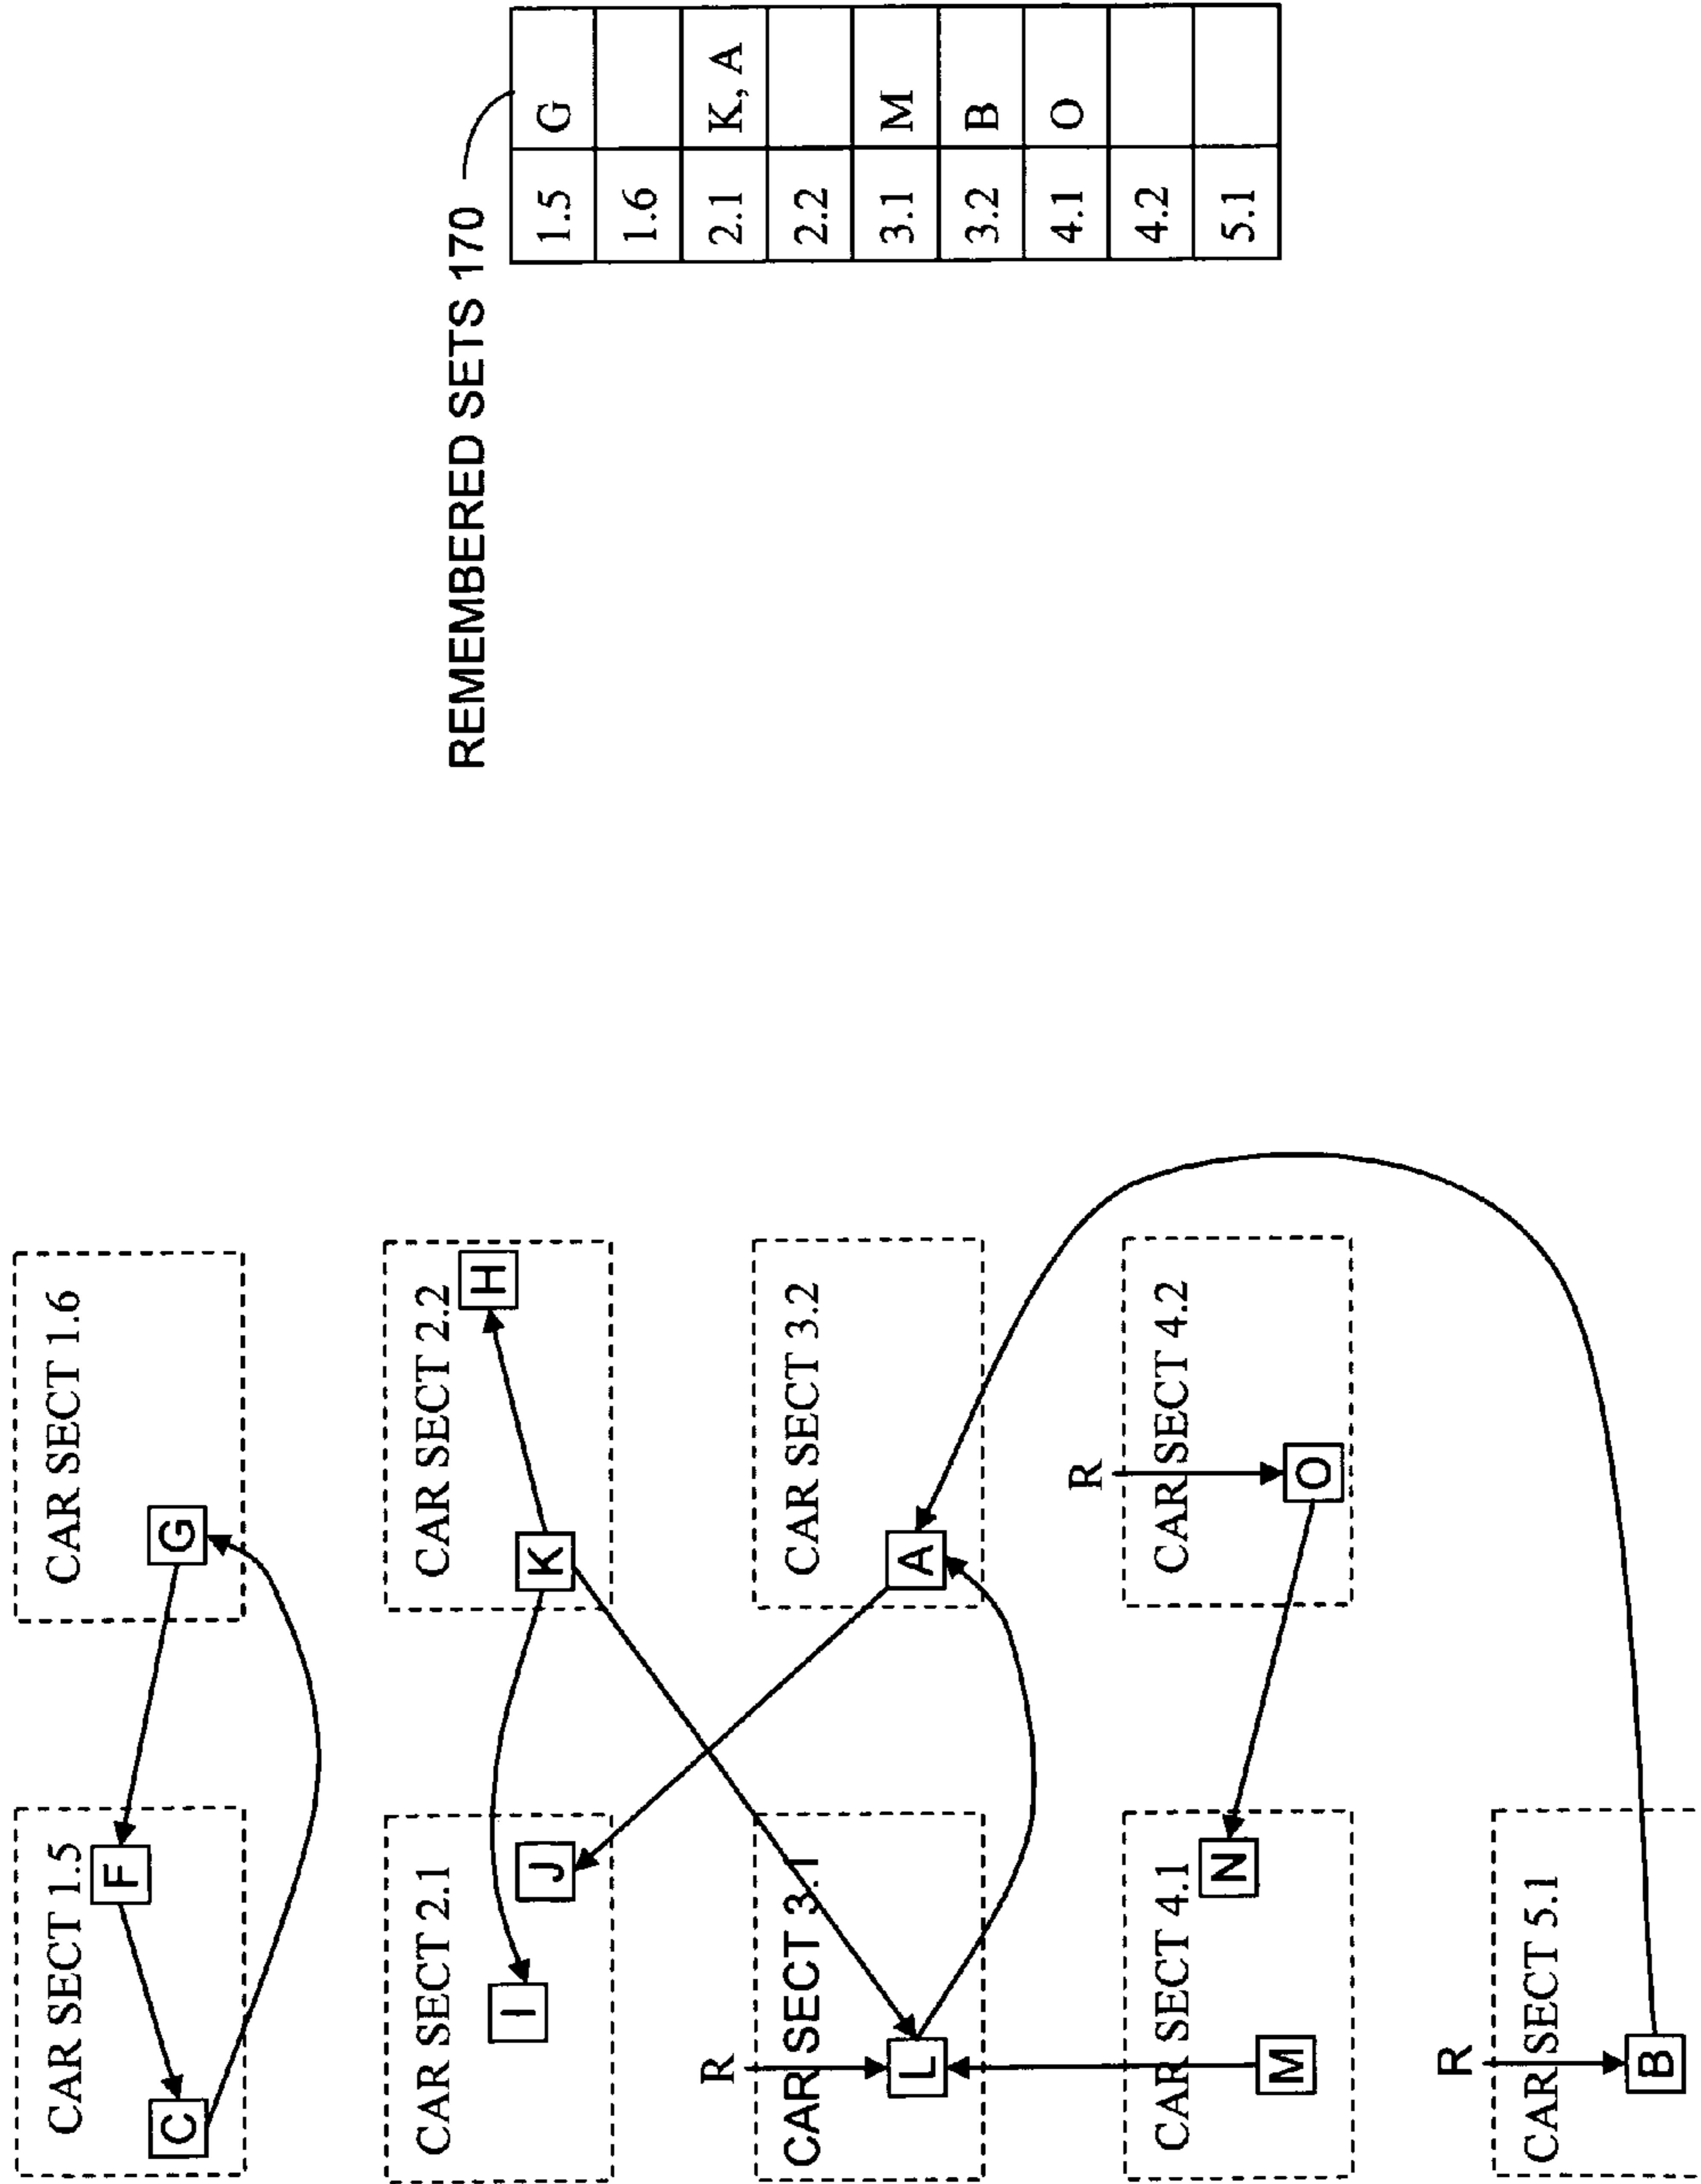 CAR SECT 1.5
CAR SECT 1.6
C
F
G
CAR SECT 2.1
CAR SECT 2.2
I
J
K
H
R
CAR SECT 3.1
CAR SECT 3.2
L
A
R
CAR SECT 4.1
CAR SECT 4.2
M
N
O
R
CAR SECT 5.1
B
REMEMBERED SETS 170
1.5 G
1.6
2.1 K, A
2.2
3.1 M
3.2 B
4.1 O
4.2
5.1